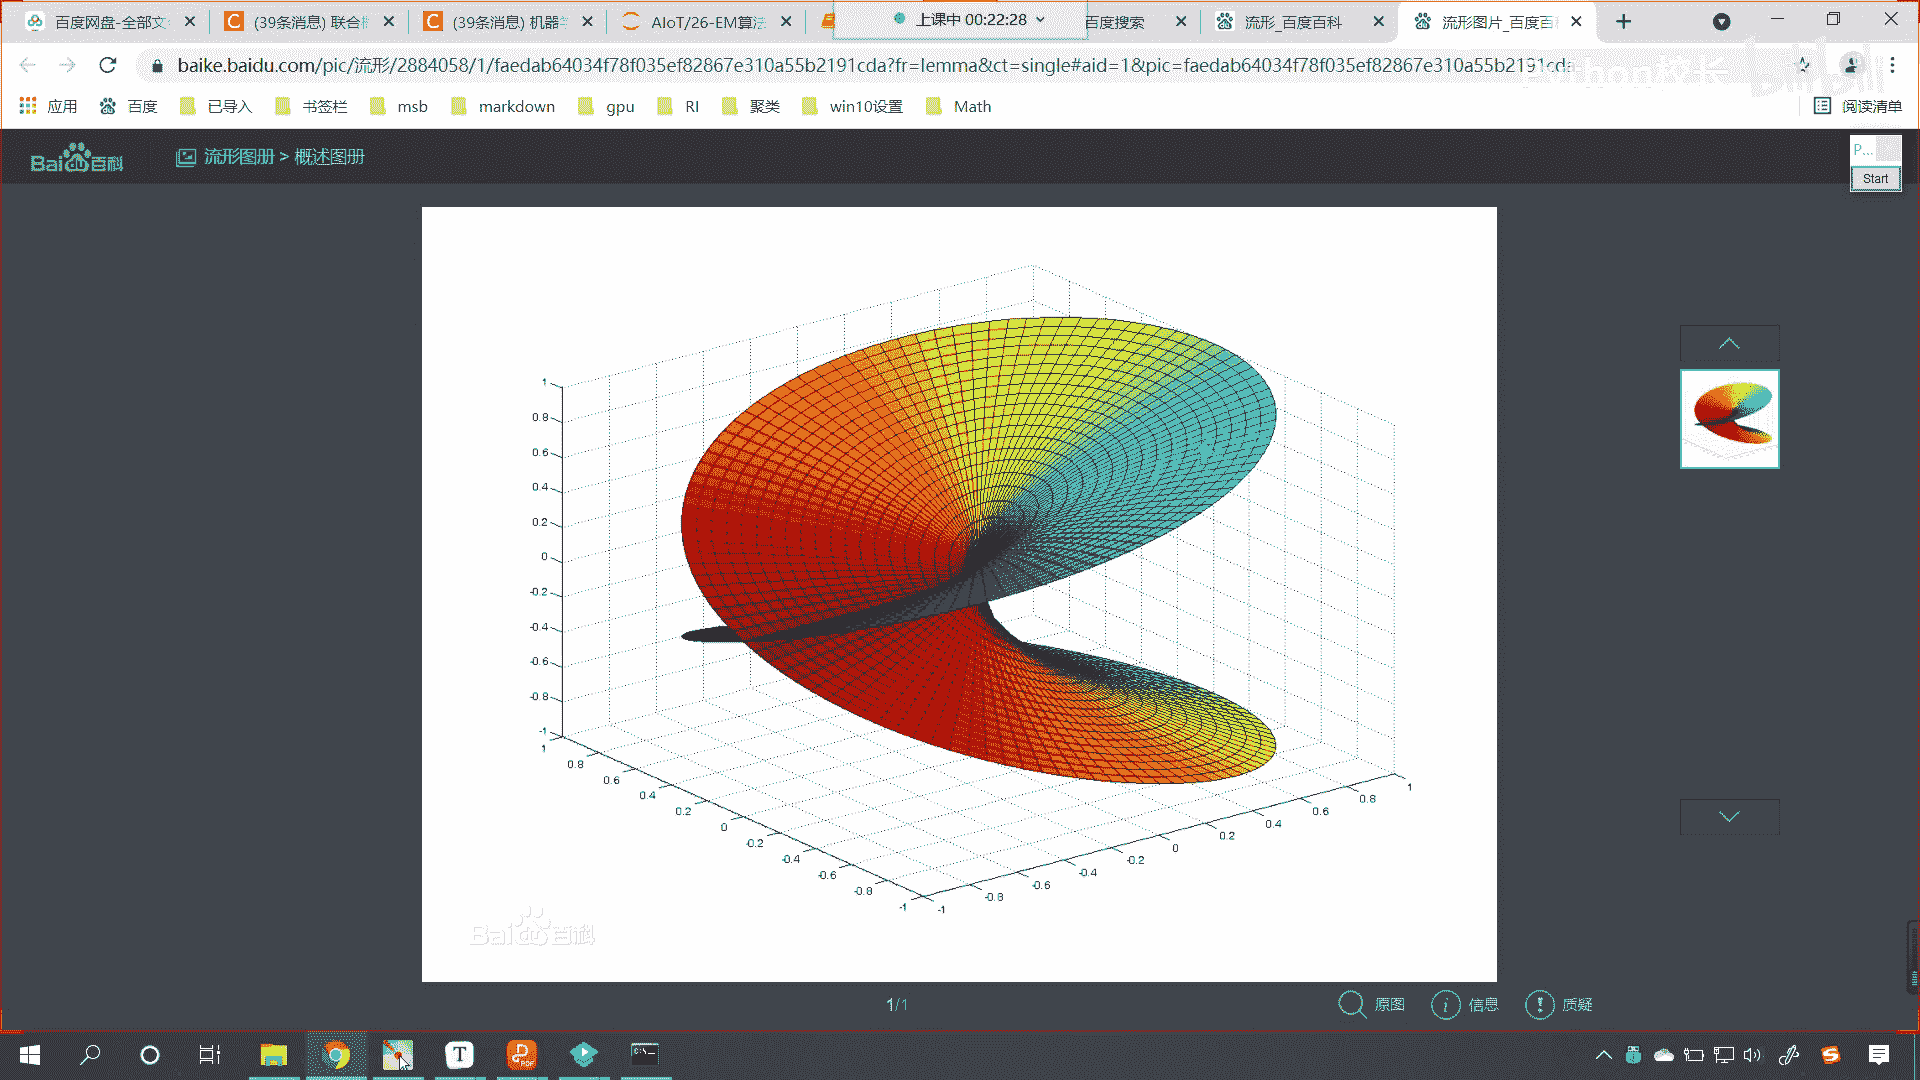 百度网盘-全部文
(39条消息) 联合
(39条消息) 机器
AIoT/26-EM算法
上课中 00:22:28
百度搜索
流形_百度百科
流形图片_百度百
baike.baidu.com/pic/流形/2884058/1/faedab64034f78f035ef82867e310a55b2191cda?fr=lemma&ct=single#aid=1&pic=faedab64034f78f035ef82867e310a55b2191cda
应用
百度
已导入
书签栏
msb
markdown
gpu
RI
聚类
win10设置
Math
阅读清单
Bai du 百科
流形图册 > 概述图册
P...
Start
1
0.8
0.6
0.4
0.2
0
-0.2
-0.4
-0.6
-0.8
-1
1
0.8
0.6
0.4
0.2
0
-0.2
-0.4
-0.6
-0.8
-1
-1
-0.8
-0.6
-0.4
-0.2
0
0.2
0.4
0.6
0.8
1
Bai du 百科
1/1
原图
信息
质疑